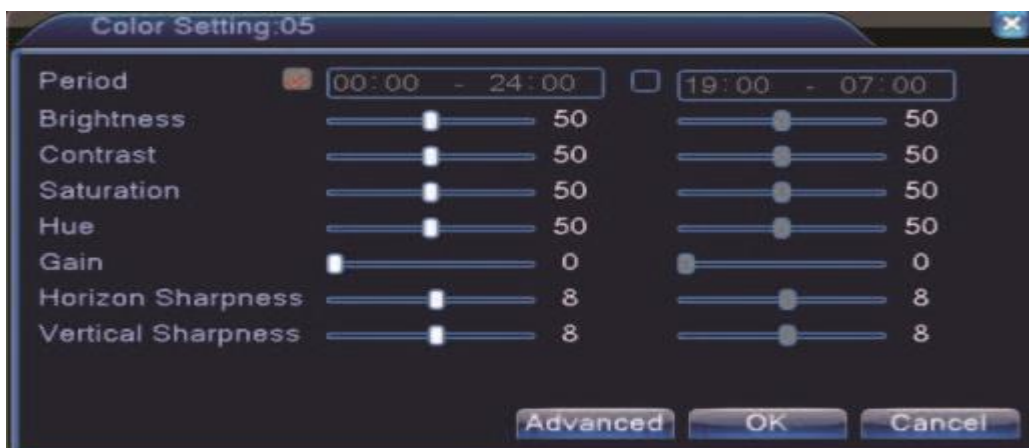 Color Setting:05
Period 00:00 - 24:00 19:00 - 07:00
Brightness 50 50
Contrast 50 50
Saturation 50 50
Hue 50 50
Gain 0 0
Horizon Sharpness 8 8
Vertical Sharpness 8 8
Advanced OK Cancel